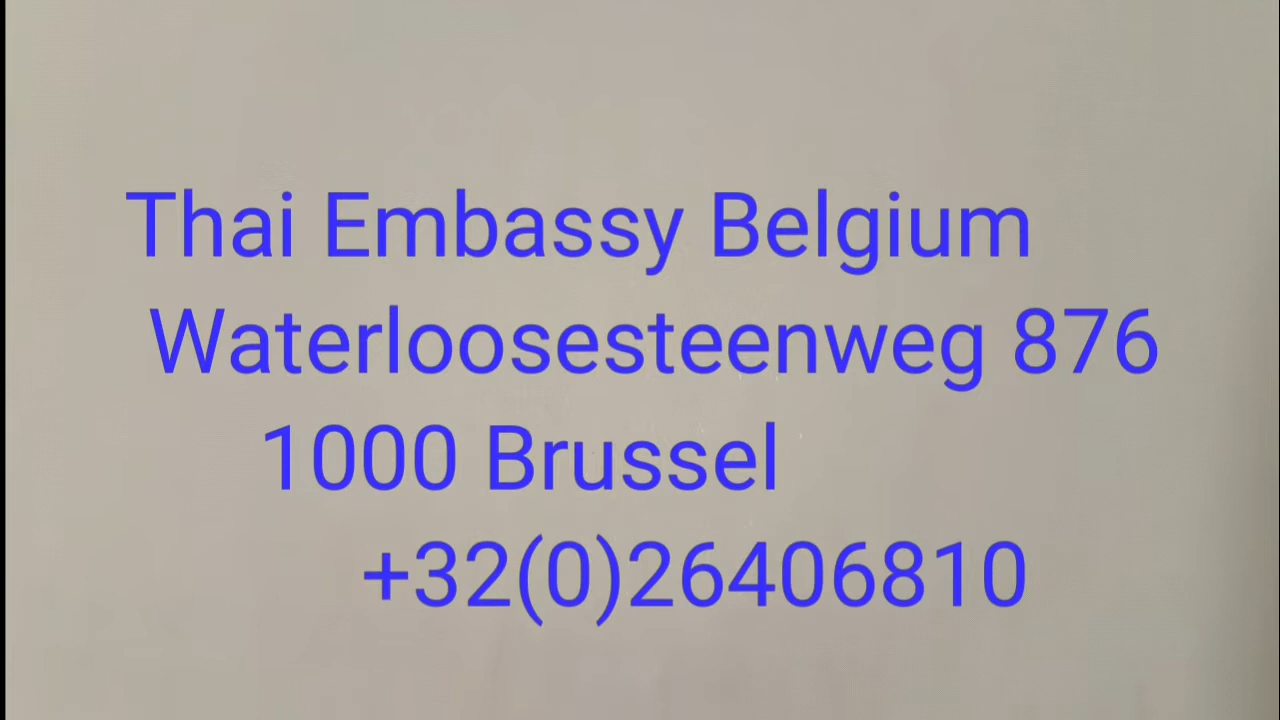 Thai Embassy Belgium
Waterloosesteenweg 876
1000 Brussel
+32(0)26406810